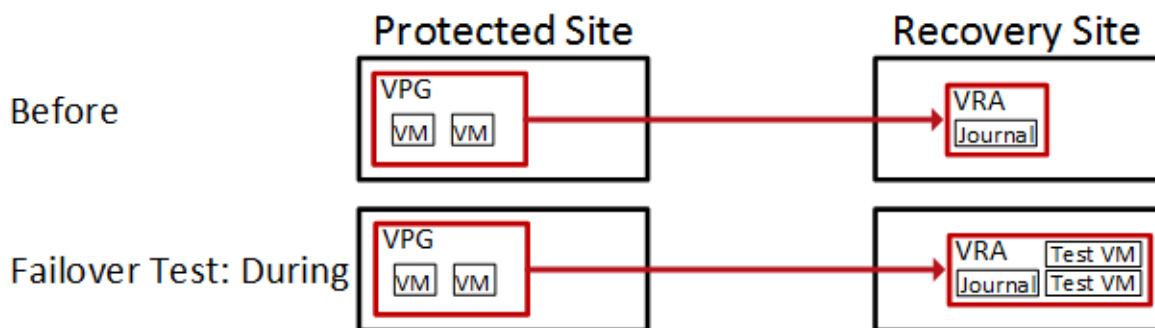 Protected Site Recovery Site
Before
VPG
VM VM
VRA
Journal
Failover Test: During
VPG
VM VM
VRA Test VM
Journal Test VM